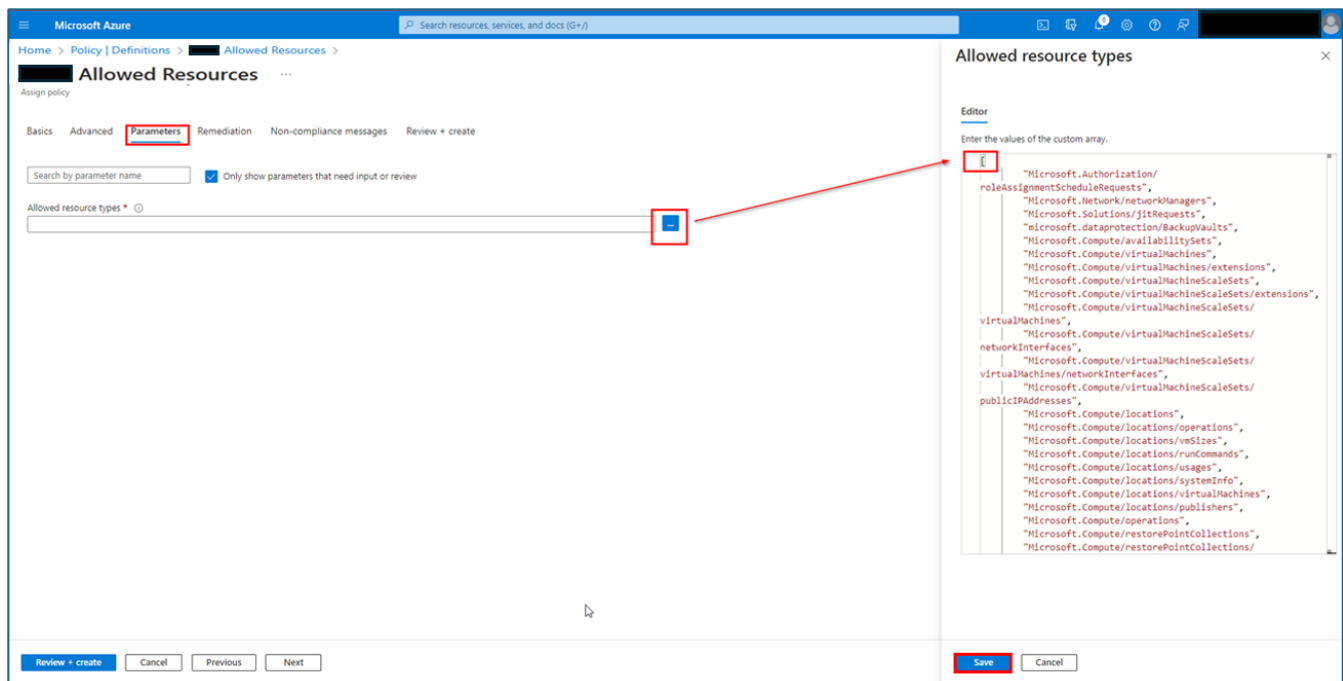 Microsoft Azure
Search resources, services, and docs (G+/)
Home > Policy | Definitions > Allowed Resources >
Allowed Resources ...
Assign policy
Basics Advanced Parameters Remediation Non-compliance messages Review + create
Search by parameter name
Only show parameters that need input or review
Allowed resource types *
...
Review + create Cancel Previous Next
Allowed resource types
Editor
Enter the values of the custom array.
[
"Microsoft.Authorization/
roleAssignmentScheduleRequests",
"Microsoft.Network/networkManagers",
"Microsoft.Solutions/jitRequests",
"microsoft.dataprotection/BackupVaults",
"Microsoft.Compute/availabilitySets",
"Microsoft.Compute/virtualMachines",
"Microsoft.Compute/virtualMachines/extensions",
"Microsoft.Compute/virtualMachineScaleSets",
"Microsoft.Compute/virtualMachineScaleSets/extensions",
"Microsoft.Compute/virtualMachineScaleSets/
virtualMachines",
"Microsoft.Compute/virtualMachineScaleSets/
networkInterfaces",
"Microsoft.Compute/virtualMachineScaleSets/
virtualMachines/networkInterfaces",
"Microsoft.Compute/virtualMachineScaleSets/
publicIPAddresses",
"Microsoft.Compute/locations",
"Microsoft.Compute/locations/operations",
"Microsoft.Compute/locations/vmSizes",
"Microsoft.Compute/locations/runCommands",
"Microsoft.Compute/locations/usages",
"Microsoft.Compute/locations/systemInfo",
"Microsoft.Compute/locations/virtualMachines",
"Microsoft.Compute/locations/publishers",
"Microsoft.Compute/operations",
"Microsoft.Compute/restorePointCollections",
"Microsoft.Compute/restorePointCollections/
Save Cancel